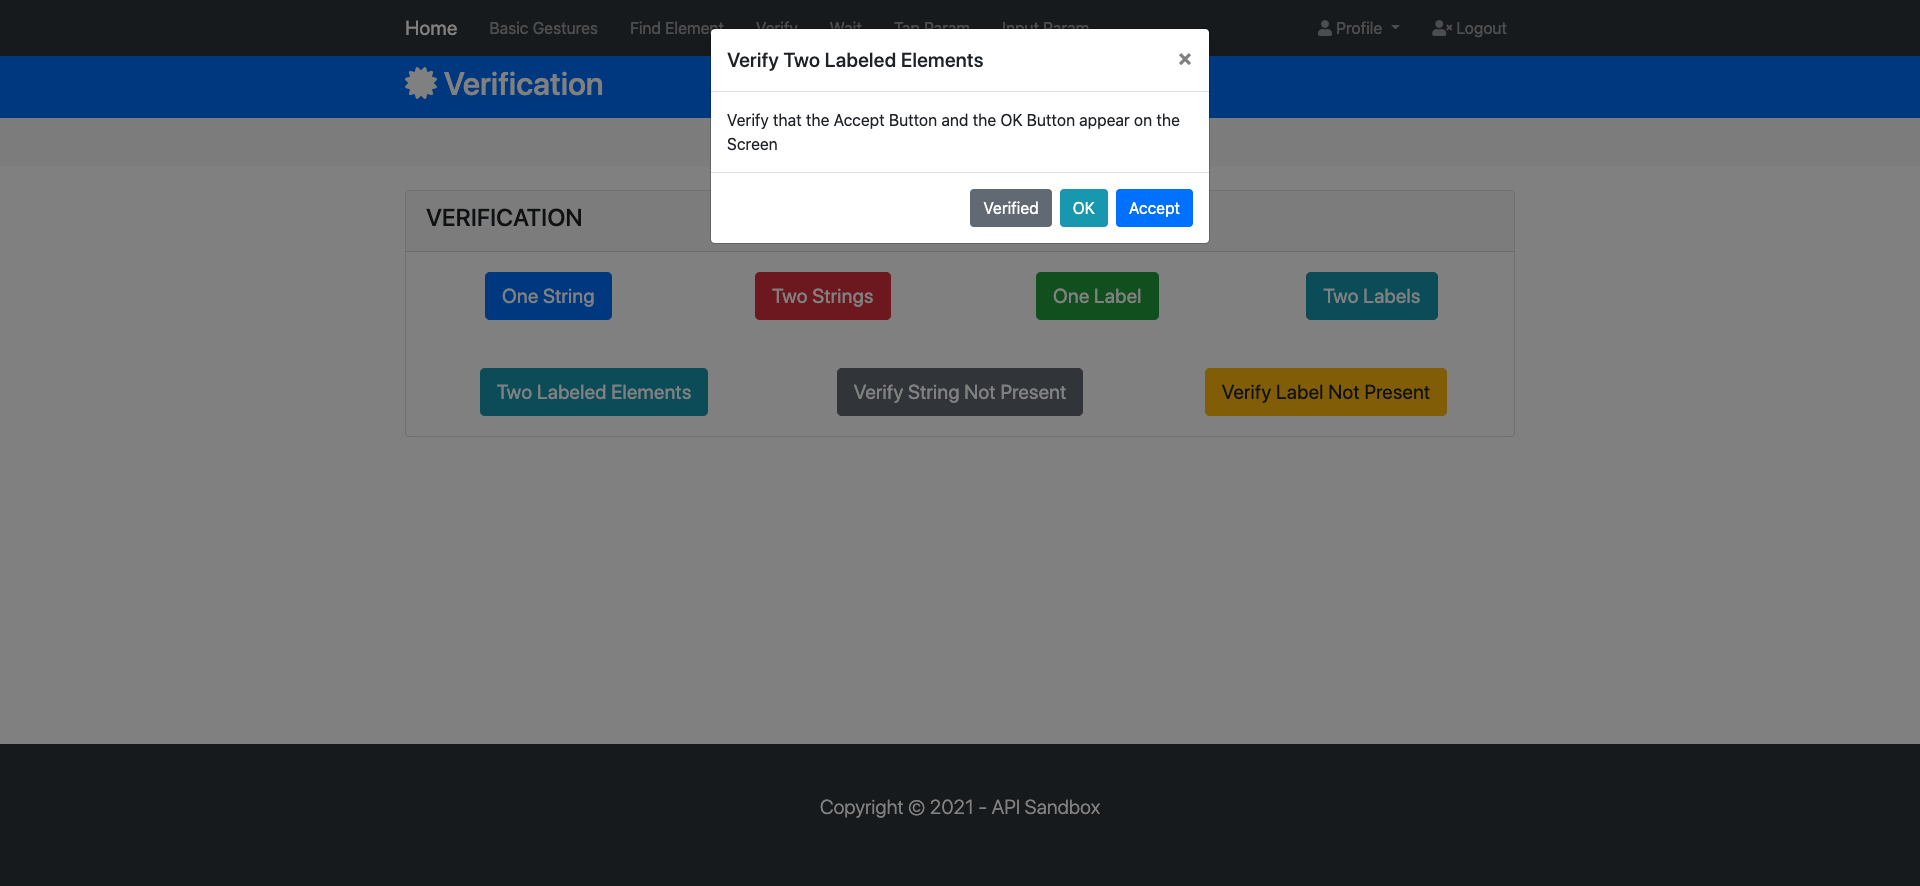 Home Basic Gestures Find Element Verify Wait Tap Param Input Param Profile Logout
Verification
Verify Two Labeled Elements ×
Verify that the Accept Button and the OK Button appear on the
Screen
Verified OK Accept
VERIFICATION
One String Two Strings One Label Two Labels
Two Labeled Elements Verify String Not Present Verify Label Not Present
Copyright © 2021 - API Sandbox